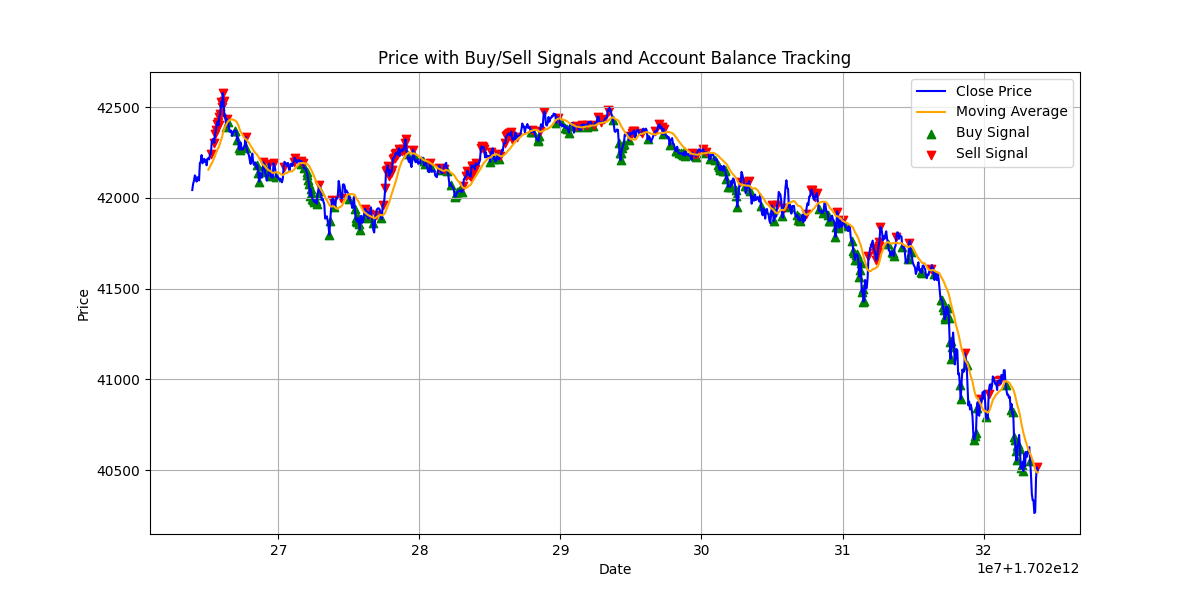 Price with Buy/Sell Signals and Account Balance Tracking
Close Price
Moving Average
Buy Signal
Sell Signal
42500
42000
41500
41000
40500
Price
27 28 29 30 31 32
1e7+1.702e12
Date